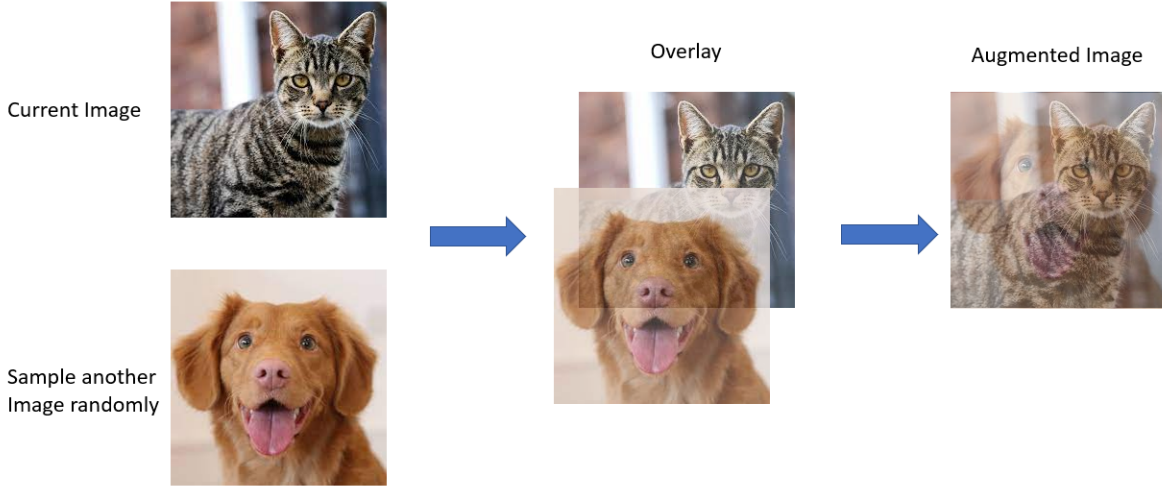 Current Image
Sample another
Image randomly
Overlay
Augmented Image